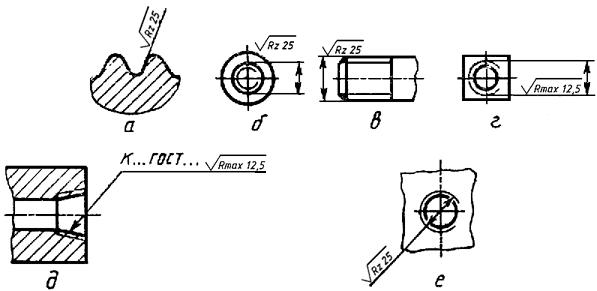 Rz 25
а
Rz 25
б
Rz 25
в
Rmax 12,5
г
К...ГОСТ... Rmax 12,5
д
Rz 25
е